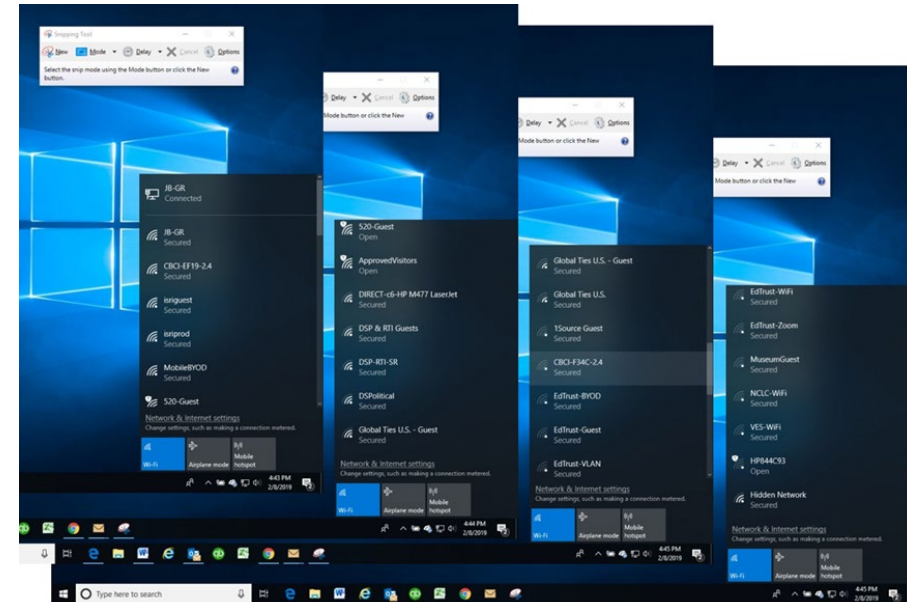 Snipping Tool
New Mode Delay Cancel Options
Select the snip mode using the Mode button or click the New
button.
JB-GR
Connected
JB-GR
Secured
CBCI-EF19-2.4
Secured
isriguest
Secured
isriprod
Secured
MobileBYOD
Secured
520-Guest
Network & Internet settings
Change settings, such as making a connection metered.
Wi-Fi
Airplane mode
Mobile
hotspot
4:43 PM
2/8/2019
Delay Cancel Options
Mode button or click the New
520-Guest
Open
ApprovedVisitors
Open
DIRECT-c6-HP M477 LaserJet
Secured
DSP & RTI Guests
Secured
DSP-RTI-SR
Secured
DSPolitical
Secured
Global Ties U.S. - Guest
Secured
Network & Internet settings
Change settings, such as making a connection metered.
Wi-Fi
Airplane mode
Mobile
hotspot
4:44 PM
2/8/2019
Delay Cancel Options
Mode button or click the New
Global Ties U.S. - Guest
Secured
Global Ties U.S.
Secured
1Source Guest
Secured
CBCI-F34C-2.4
Secured
EdTrust-BYOD
Secured
EdTrust-Guest
Secured
EdTrust-VLAN
Secured
Network & Internet settings
Change settings, such as making a connection metered.
Wi-Fi
Airplane mode
Mobile
hotspot
4:45 PM
2/8/2019
Delay Cancel Options
Mode button or click the New
EdTrust-WiFi
Secured
EdTrust-Zoom
Secured
MuseumGuest
Secured
NCLC-WiFi
Secured
VES-WiFi
Secured
HP844C93
Open
Hidden Network
Secured
Network & Internet settings
Change settings, such as making a connection metered.
Wi-Fi
Airplane mode
Mobile
hotspot
Type here to search
4:45 PM
2/8/2019